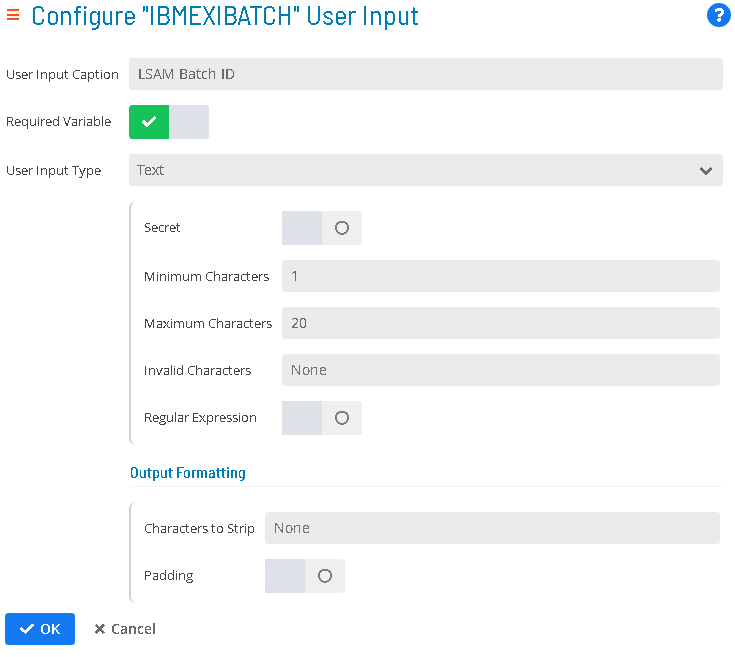 Configure "IBMEXIBATCH" User Input
?
User Input Caption LSAM Batch ID
Required Variable
User Input Type Text
Secret
Minimum Characters 1
Maximum Characters 20
Invalid Characters None
Regular Expression
Output Formatting
Characters to Strip None
Padding
OK Cancel